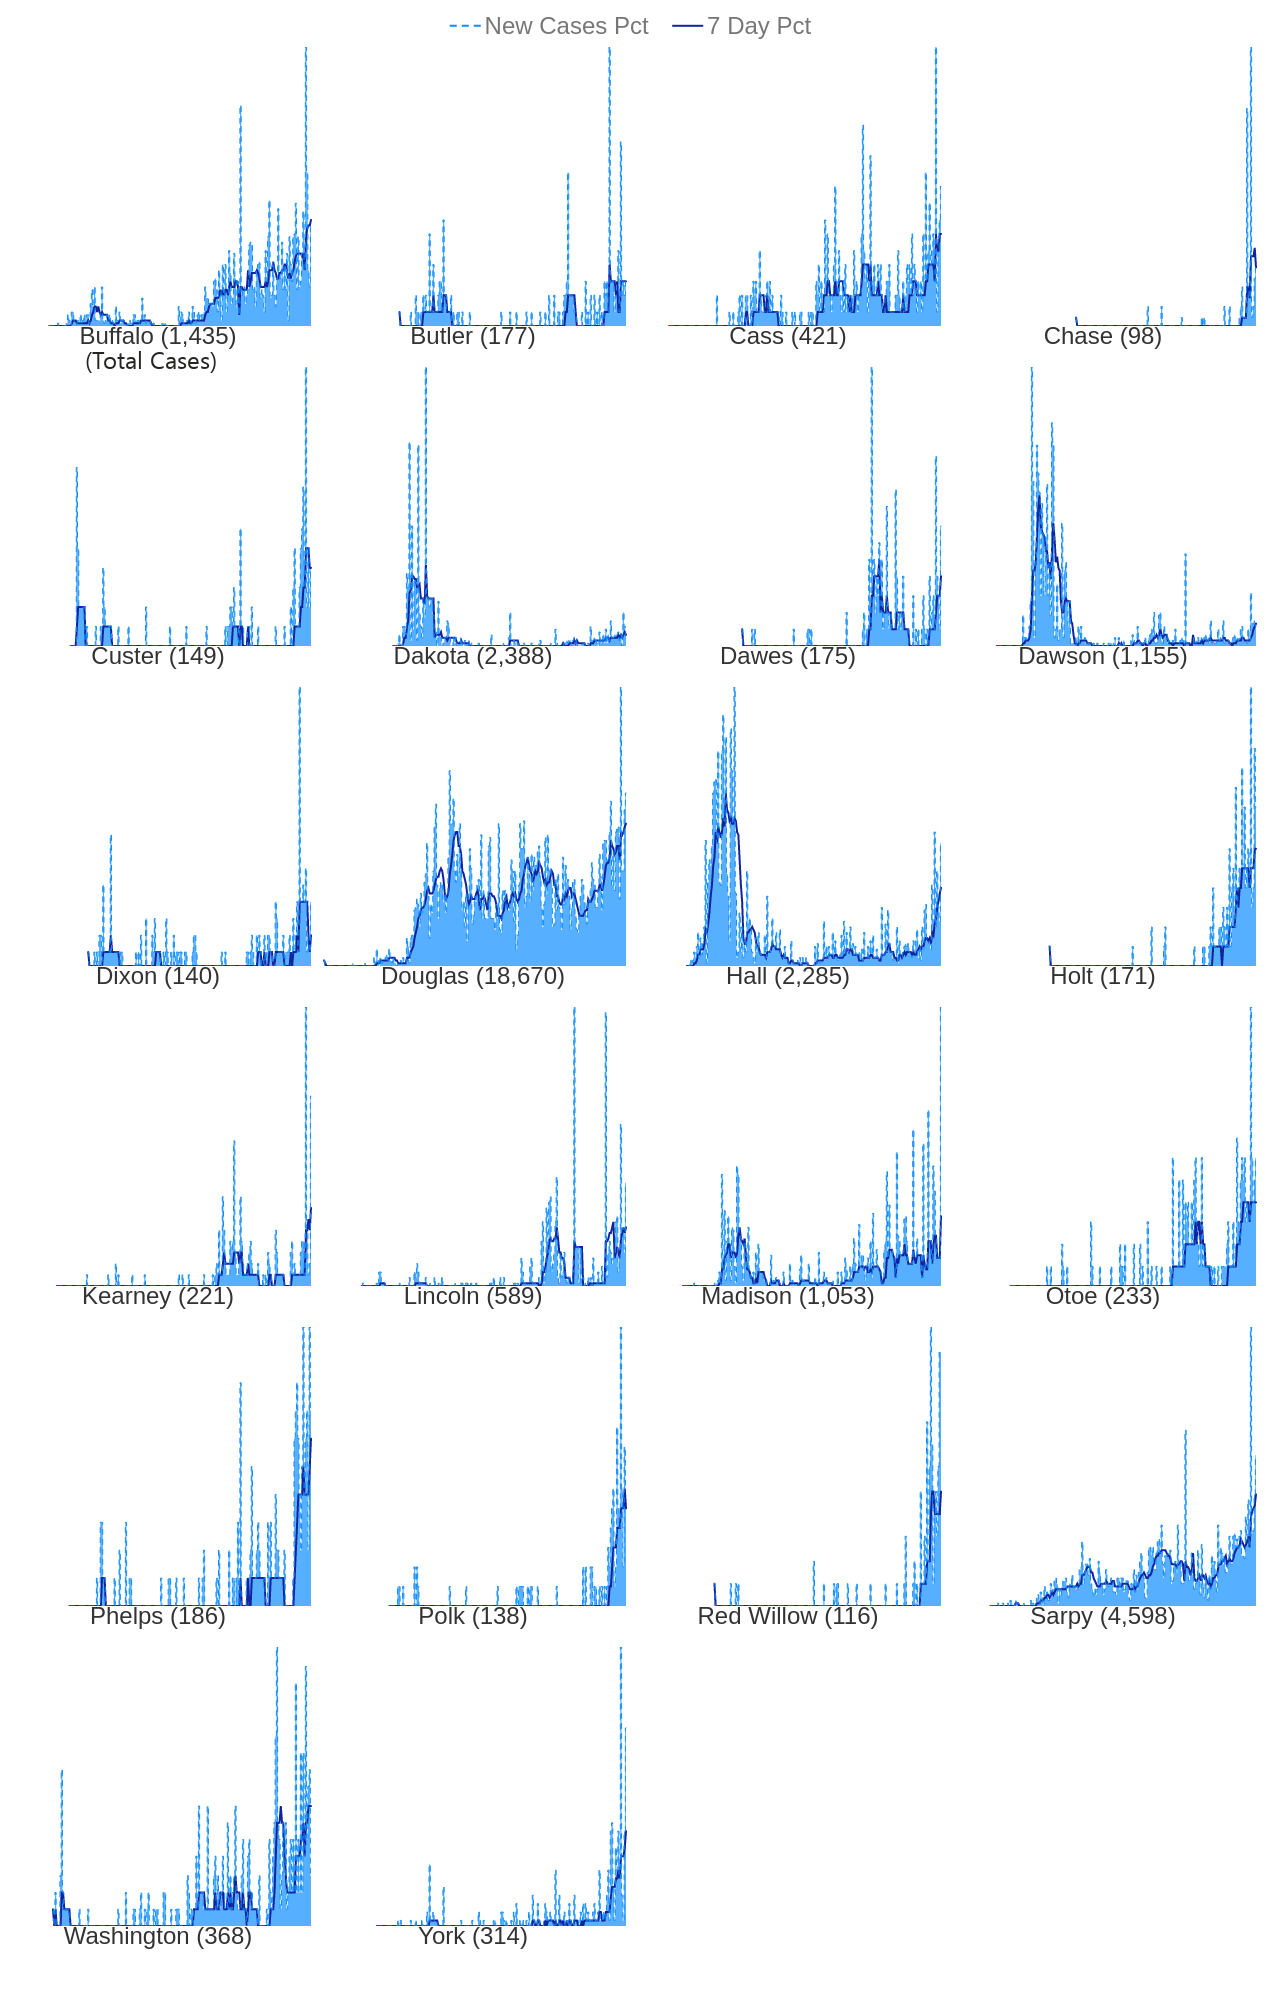 New Cases Pct 7 Day Pct
Buffalo (1,435) Butler (177) Cass (421) Chase (98)
(Total Cases)
Custer (149) Dakota (2,388) Dawes (175) Dawson (1,155)
Dixon (140) Douglas (18,670) Hall (2,285) Holt (171)
Kearney (221) Lincoln (589) Madison (1,053) Otoe (233)
Phelps (186) Polk (138) Red Willow (116) Sarpy (4,598)
Washington (368) York (314)